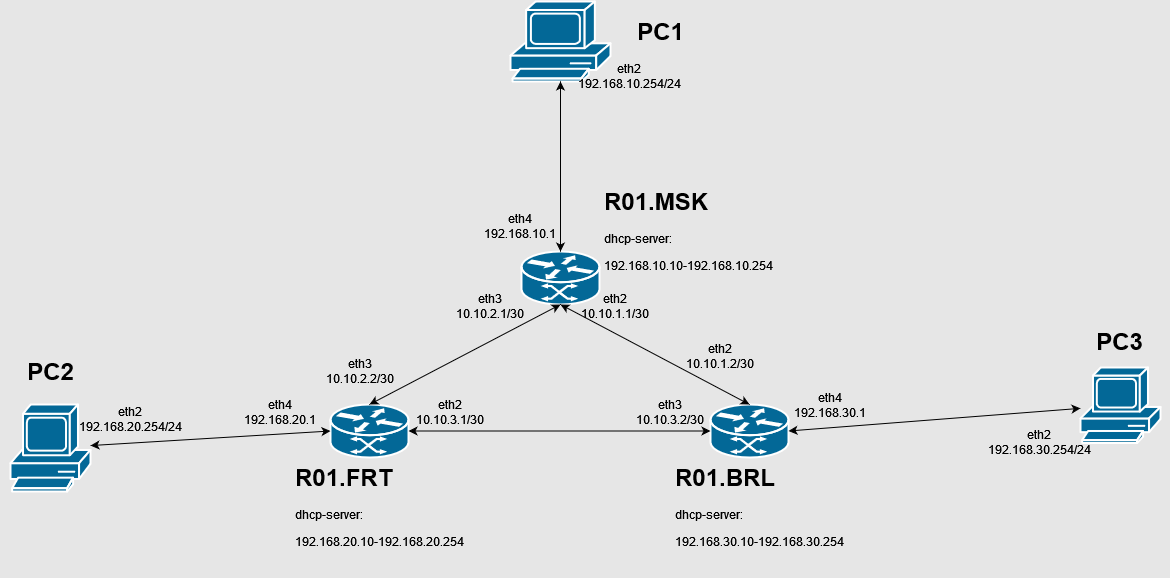 PC1
eth2
192.168.10.254/24
R01.MSK
eth4
192.168.10.1
dhcp-server:
192.168.10.10-192.168.10.254
eth3
10.10.2.1/30
eth2
10.10.1.1/30
eth3
10.10.2.2/30
eth2
10.10.1.2/30
PC3
PC2
eth2
192.168.20.254/24
eth4
192.168.20.1
eth2
10.10.3.1/30
eth3
10.10.3.2/30
eth4
192.168.30.1
eth2
192.168.30.254/24
R01.FRT
R01.BRL
dhcp-server:
192.168.20.10-192.168.20.254
dhcp-server:
192.168.30.10-192.168.30.254